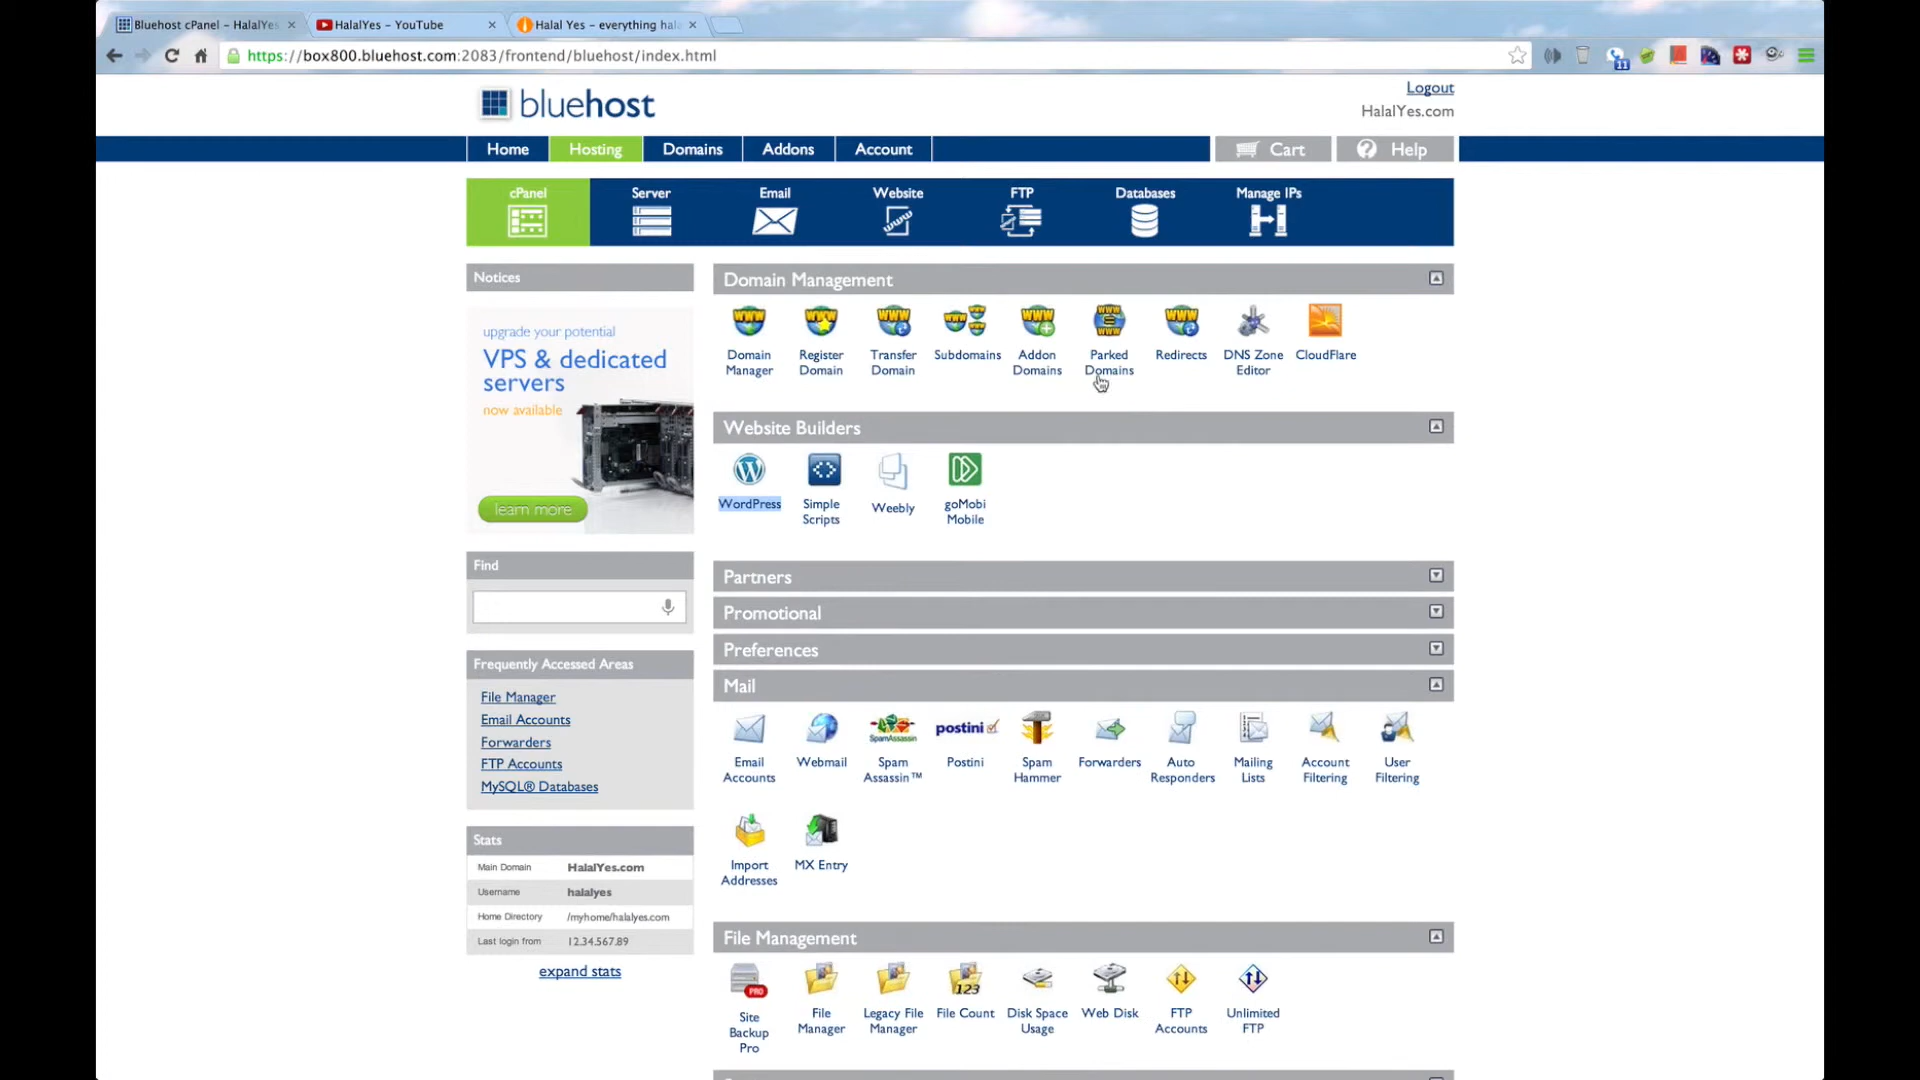 Bluehost cPanel – HalalYes
HalalYes – YouTube
Halal Yes – everything hala
https://box800.bluehost.com:2083/frontend/bluehost/index.html
11
bluehost
Logout
HalalYes.com
Home
Hosting
Domains
Addons
Account
Cart
Help
cPanel
Server
Email
Website
FTP
Databases
Manage IPs
Notices
upgrade your potential
VPS & dedicated
servers
now available
learn more
Find
Frequently Accessed Areas
File Manager
Email Accounts
Forwarders
FTP Accounts
MySQL® Databases
Stats
Main Domain HalalYes.com
Username halalyes
Home Directory /myhome/halalyes.com
Last login from 12.34.567.89
expand stats
Domain Management
Domain
Manager
Register
Domain
Transfer
Domain
Subdomains
Addon
Domains
Parked
Domains
Redirects
DNS Zone
Editor
CloudFlare
Website Builders
WordPress
Simple
Scripts
Weebly
goMobi
Mobile
Partners
Promotional
Preferences
Mail
Email
Accounts
Webmail
SpamAssassin
Spam
Assassin™
postini
Postini
Spam
Hammer
Forwarders
Auto
Responders
Mailing
Lists
Account
Filtering
User
Filtering
Import
Addresses
MX Entry
File Management
PRO
Site
Backup
Pro
File
Manager
Legacy File
Manager
123
File Count
Disk Space
Usage
Web Disk
FTP
Accounts
Unlimited
FTP